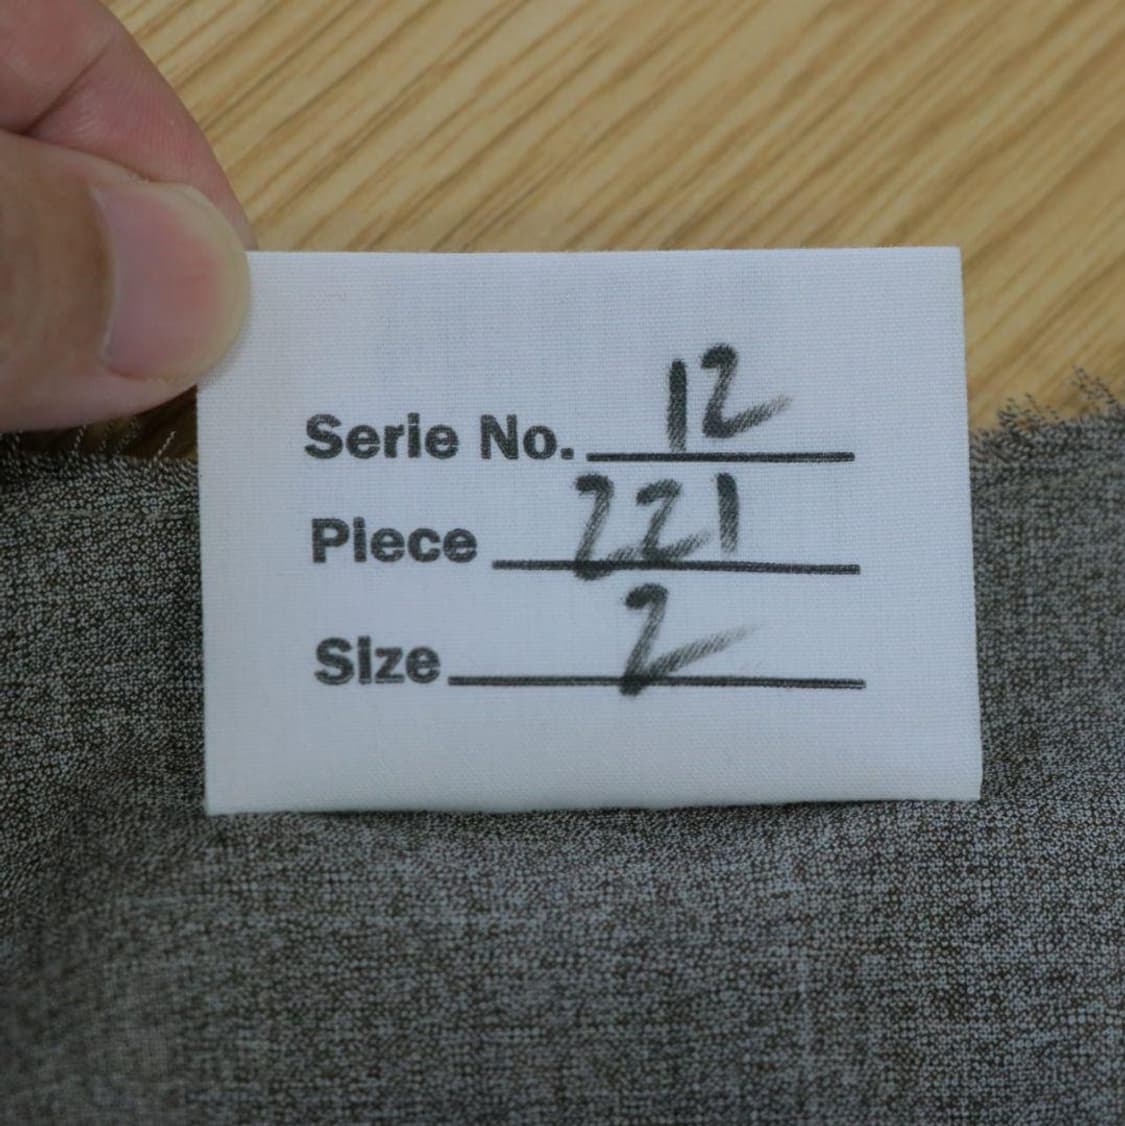 Serie No. 12
Piece 221
Size 2